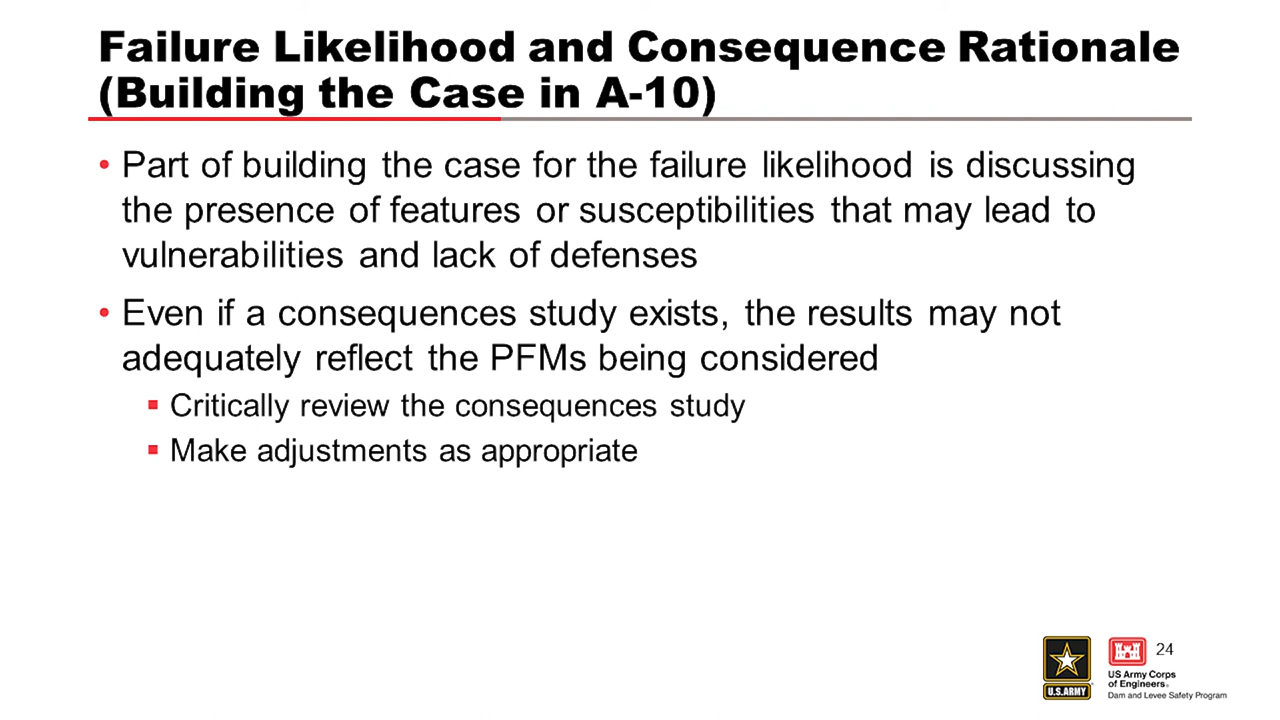 Failure Likelihood and Consequence Rationale
(Building the Case in A-10)
• Part of building the case for the failure likelihood is discussing
the presence of features or susceptibilities that may lead to
vulnerabilities and lack of defenses
• Even if a consequences study exists, the results may not
adequately reflect the PFMs being considered
▪ Critically review the consequences study
▪ Make adjustments as appropriate
24
U.S.ARMY
US Army Corps
of Engineers®
Dam and Levee Safety Program